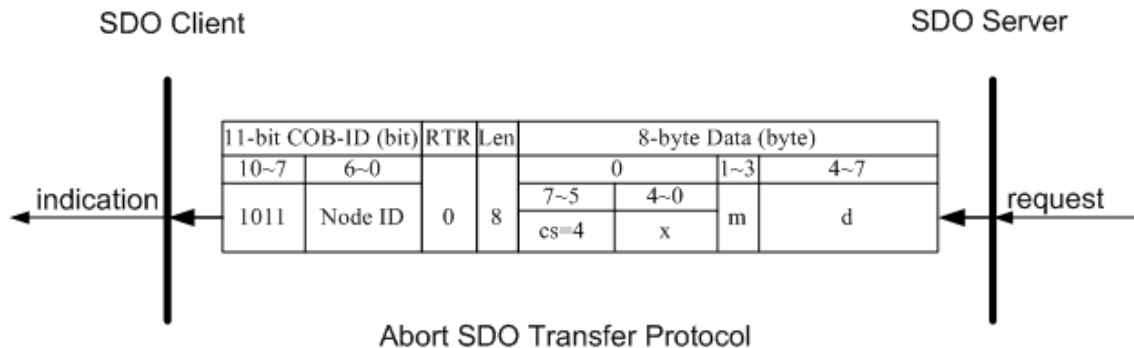 SDO Client
SDO Server
11-bit COB-ID (bit) RTR Len 8-byte Data (byte)
10~7 6~0 0 1~3 4~7
7~5 4~0
indication 1011 Node ID 0 8 m d request
cs=4 x
Abort SDO Transfer Protocol